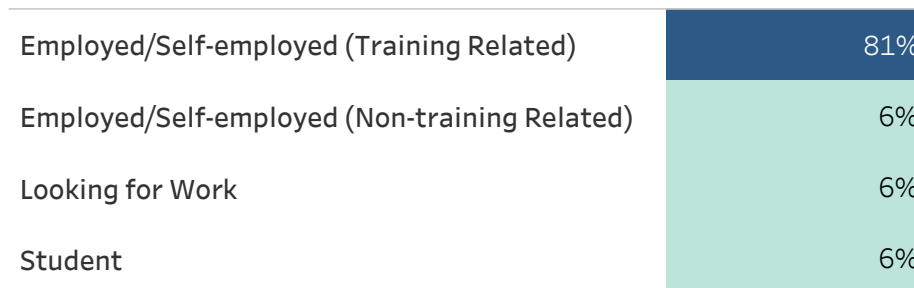 Employed/Self-employed (Training Related) 81%
Employed/Self-employed (Non-training Related) 6%
Looking for Work 6%
Student 6%